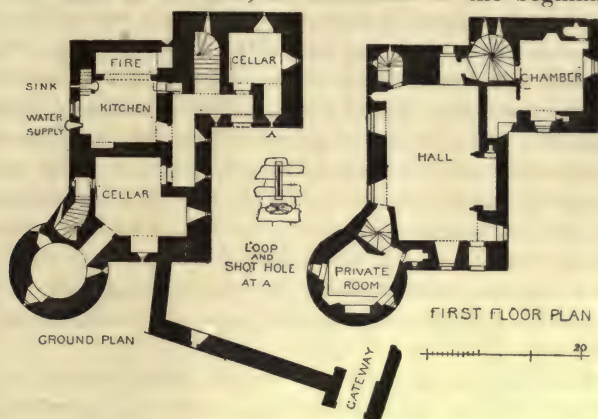 FIRE
CELLAR
SINK
KITCHEN
WATER
SUPPLY
CELLAR
A
LOOP
AND
SHOT HOLE
AT A
GROUND PLAN
GATEWAY
CHAMBER
HALL
PRIVATE
ROOM
FIRST FLOOR PLAN
20